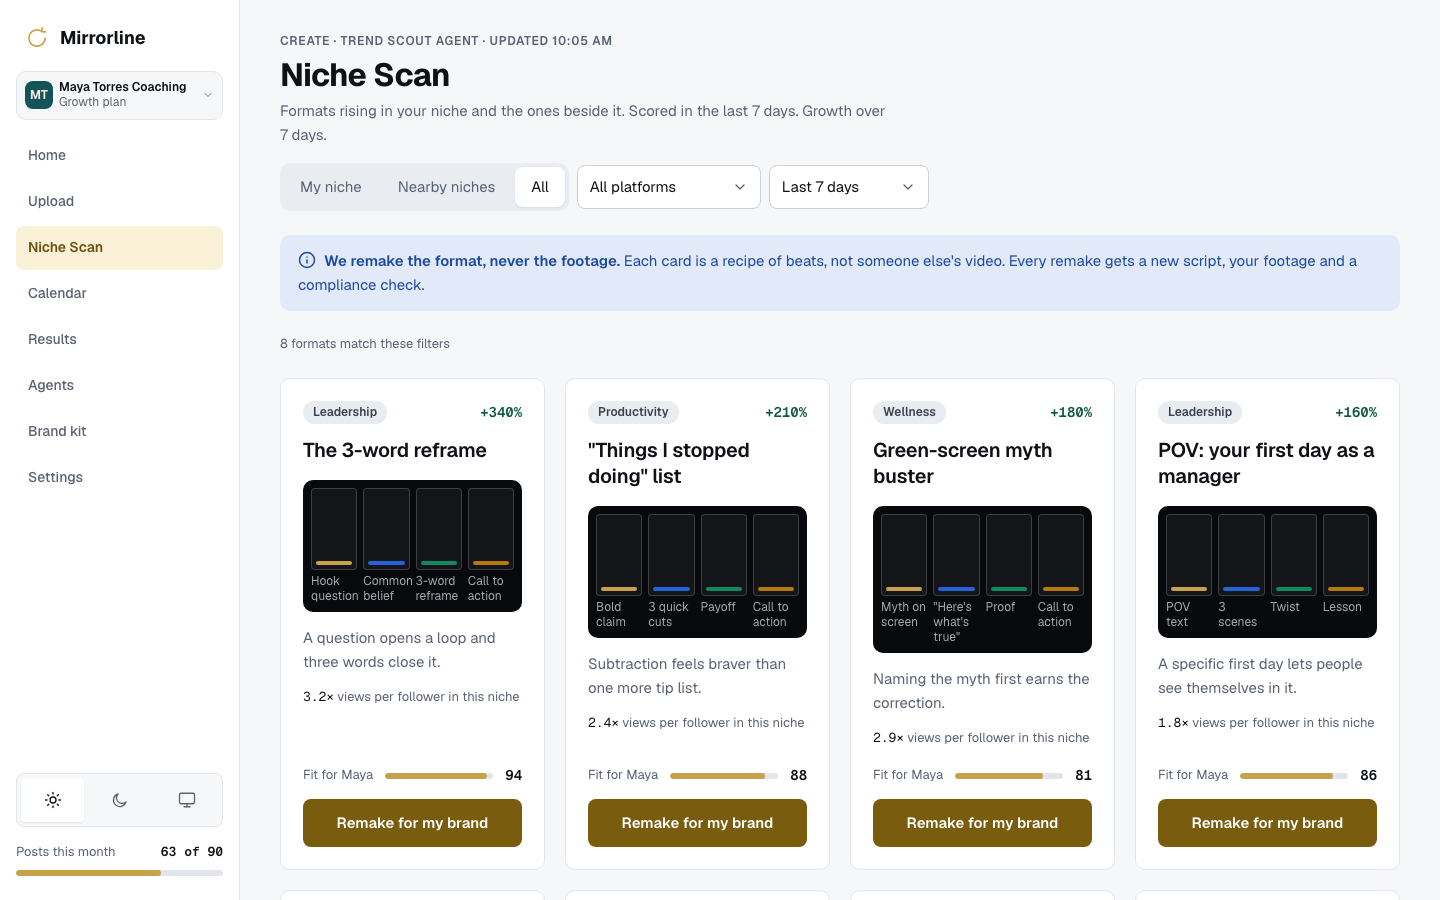 Mirrorline
MT
Maya Torres Coaching
Growth plan
Home
Upload
Niche Scan
Calendar
Results
Agents
Brand kit
Settings
Posts this month
63 of 90
CREATE · TREND SCOUT AGENT · UPDATED 10:05 AM
Niche Scan
Formats rising in your niche and the ones beside it. Scored in the last 7 days. Growth over
7 days.
My niche
Nearby niches
All
All platforms
Last 7 days
We remake the format, never the footage. Each card is a recipe of beats, not someone else's video. Every remake gets a new script, your footage and a
compliance check.
8 formats match these filters
Leadership
+340%
The 3-word reframe
Hook
question
Common
belief
3-word
reframe
Call to
action
A question opens a loop and
three words close it.
3.2× views per follower in this niche
Fit for Maya
94
Remake for my brand
Productivity
+210%
"Things I stopped
doing" list
Bold
claim
3 quick
cuts
Payoff
Call to
action
Subtraction feels braver than
one more tip list.
2.4× views per follower in this niche
Fit for Maya
88
Remake for my brand
Wellness
+180%
Green-screen myth
buster
Myth on
screen
"Here's
what's
true"
Proof
Call to
action
Naming the myth first earns the
correction.
2.9× views per follower in this niche
Fit for Maya
81
Remake for my brand
Leadership
+160%
POV: your first day as a
manager
POV
text
3
scenes
Twist
Lesson
A specific first day lets people
see themselves in it.
1.8× views per follower in this niche
Fit for Maya
86
Remake for my brand